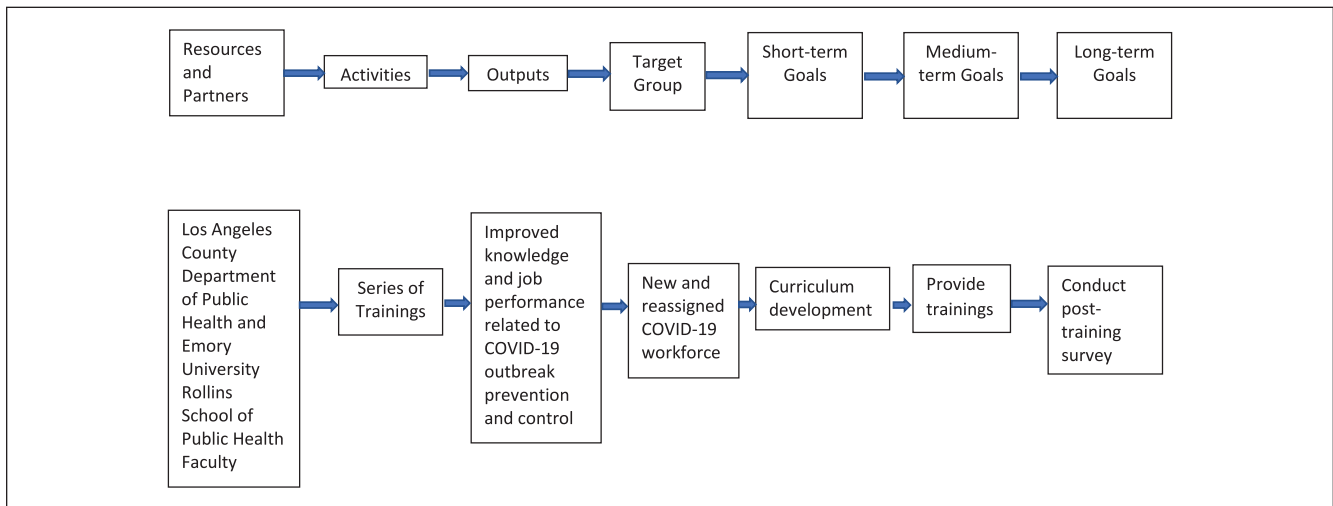 Resources
and
Partners
Activities
Outputs
Target
Group
Short-term
Goals
Medium-
term Goals
Long-term
Goals
Los Angeles
County
Department
of Public
Health and
Emory
University
Rollins
School of
Public Health
Faculty
Series of
Trainings
Improved
knowledge
and job
performance
related to
COVID-19
outbreak
prevention
and control
New and
reassigned
COVID-19
workforce
Curriculum
development
Provide
trainings
Conduct
post-
training
survey